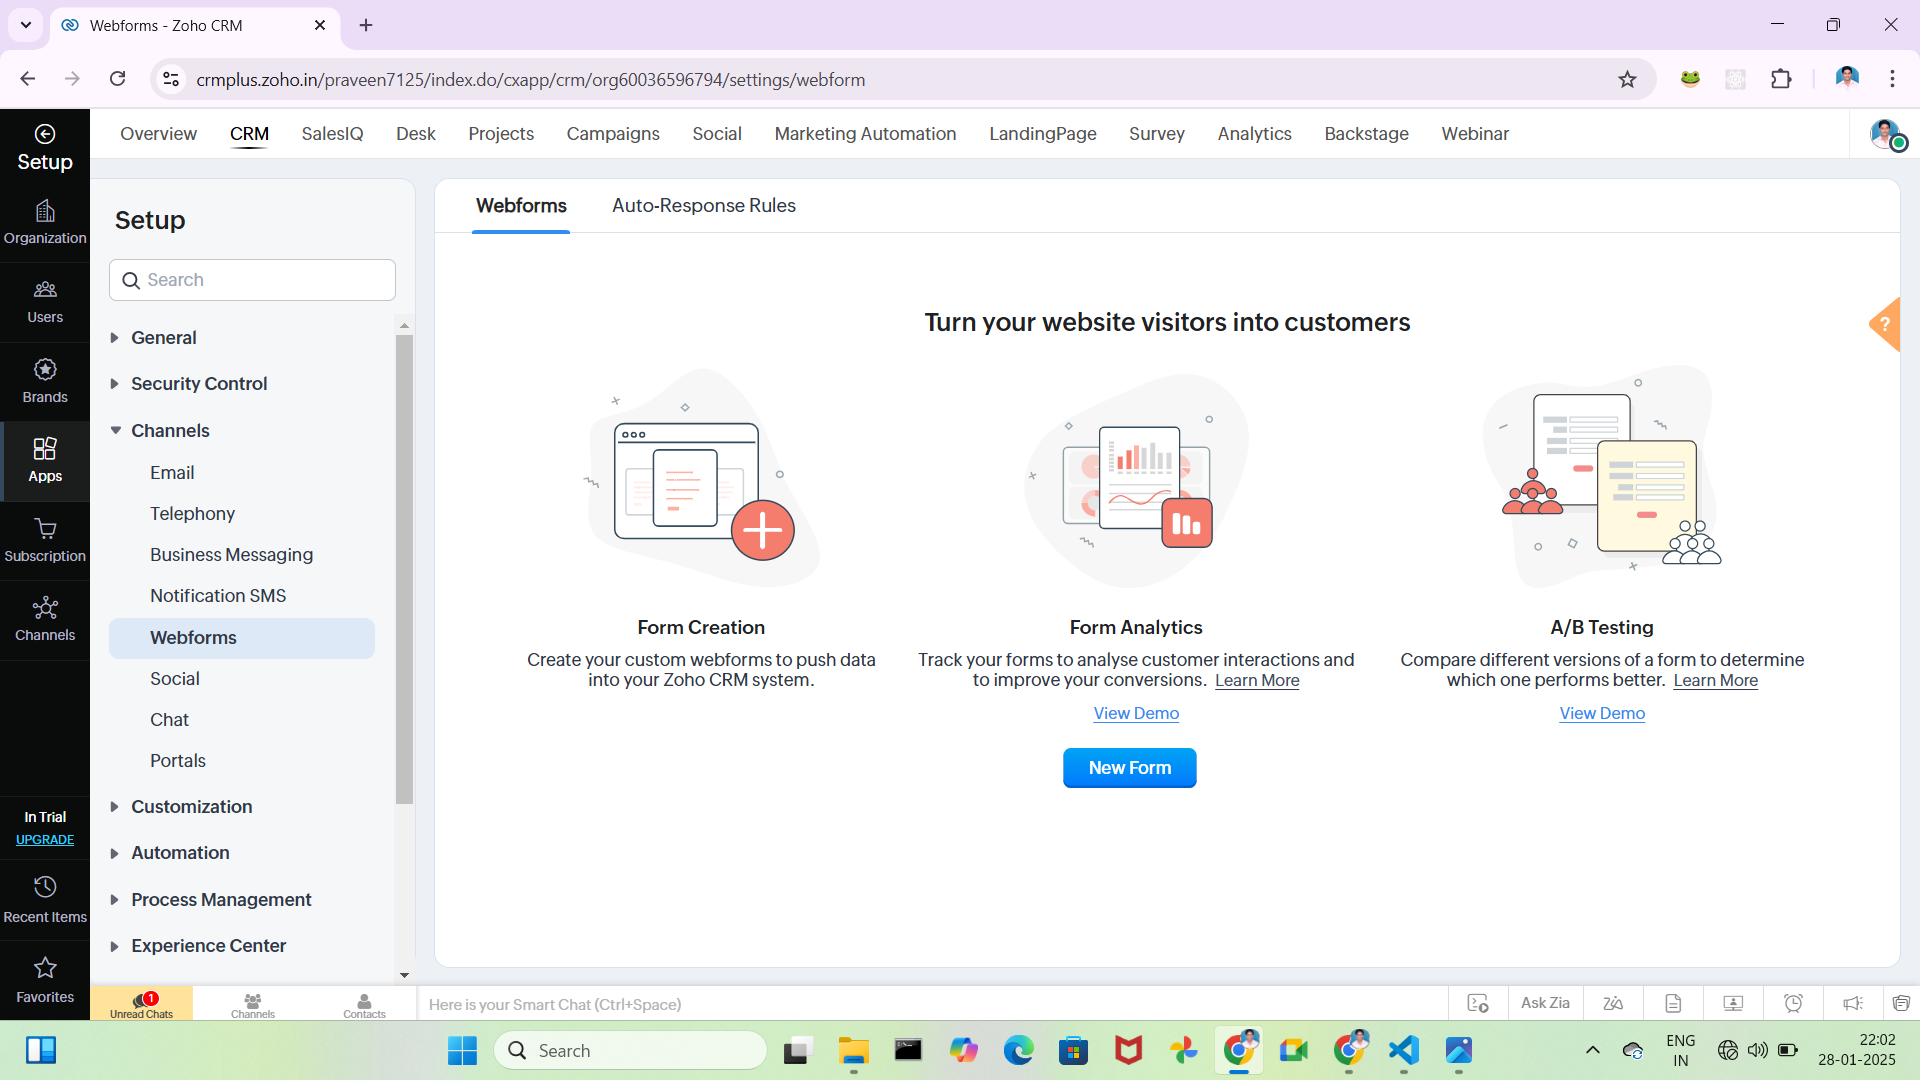 Webforms - Zoho CRM
crmplus.zoho.in/praveen7125/index.do/cxapp/crm/org60036596794/settings/webform
Setup
Overview CRM SalesIQ Desk Projects Campaigns Social Marketing Automation LandingPage Survey Analytics Backstage Webinar
Organization
Users
Brands
Apps
Subscription
Channels
In Trial
UPGRADE
Recent Items
Favorites
Setup
Search
General
Security Control
Channels
Email
Telephony
Business Messaging
Notification SMS
Webforms
Social
Chat
Portals
Customization
Automation
Process Management
Experience Center
Webforms Auto-Response Rules
Turn your website visitors into customers
?
Form Creation
Create your custom webforms to push data
into your Zoho CRM system.
Form Analytics
Track your forms to analyse customer interactions and
to improve your conversions. Learn More
View Demo
A/B Testing
Compare different versions of a form to determine
which one performs better. Learn More
View Demo
New Form
1
Unread Chats
Channels
Contacts
Here is your Smart Chat (Ctrl+Space)
Ask Zia
Search
ENG
IN
22:02
28-01-2025